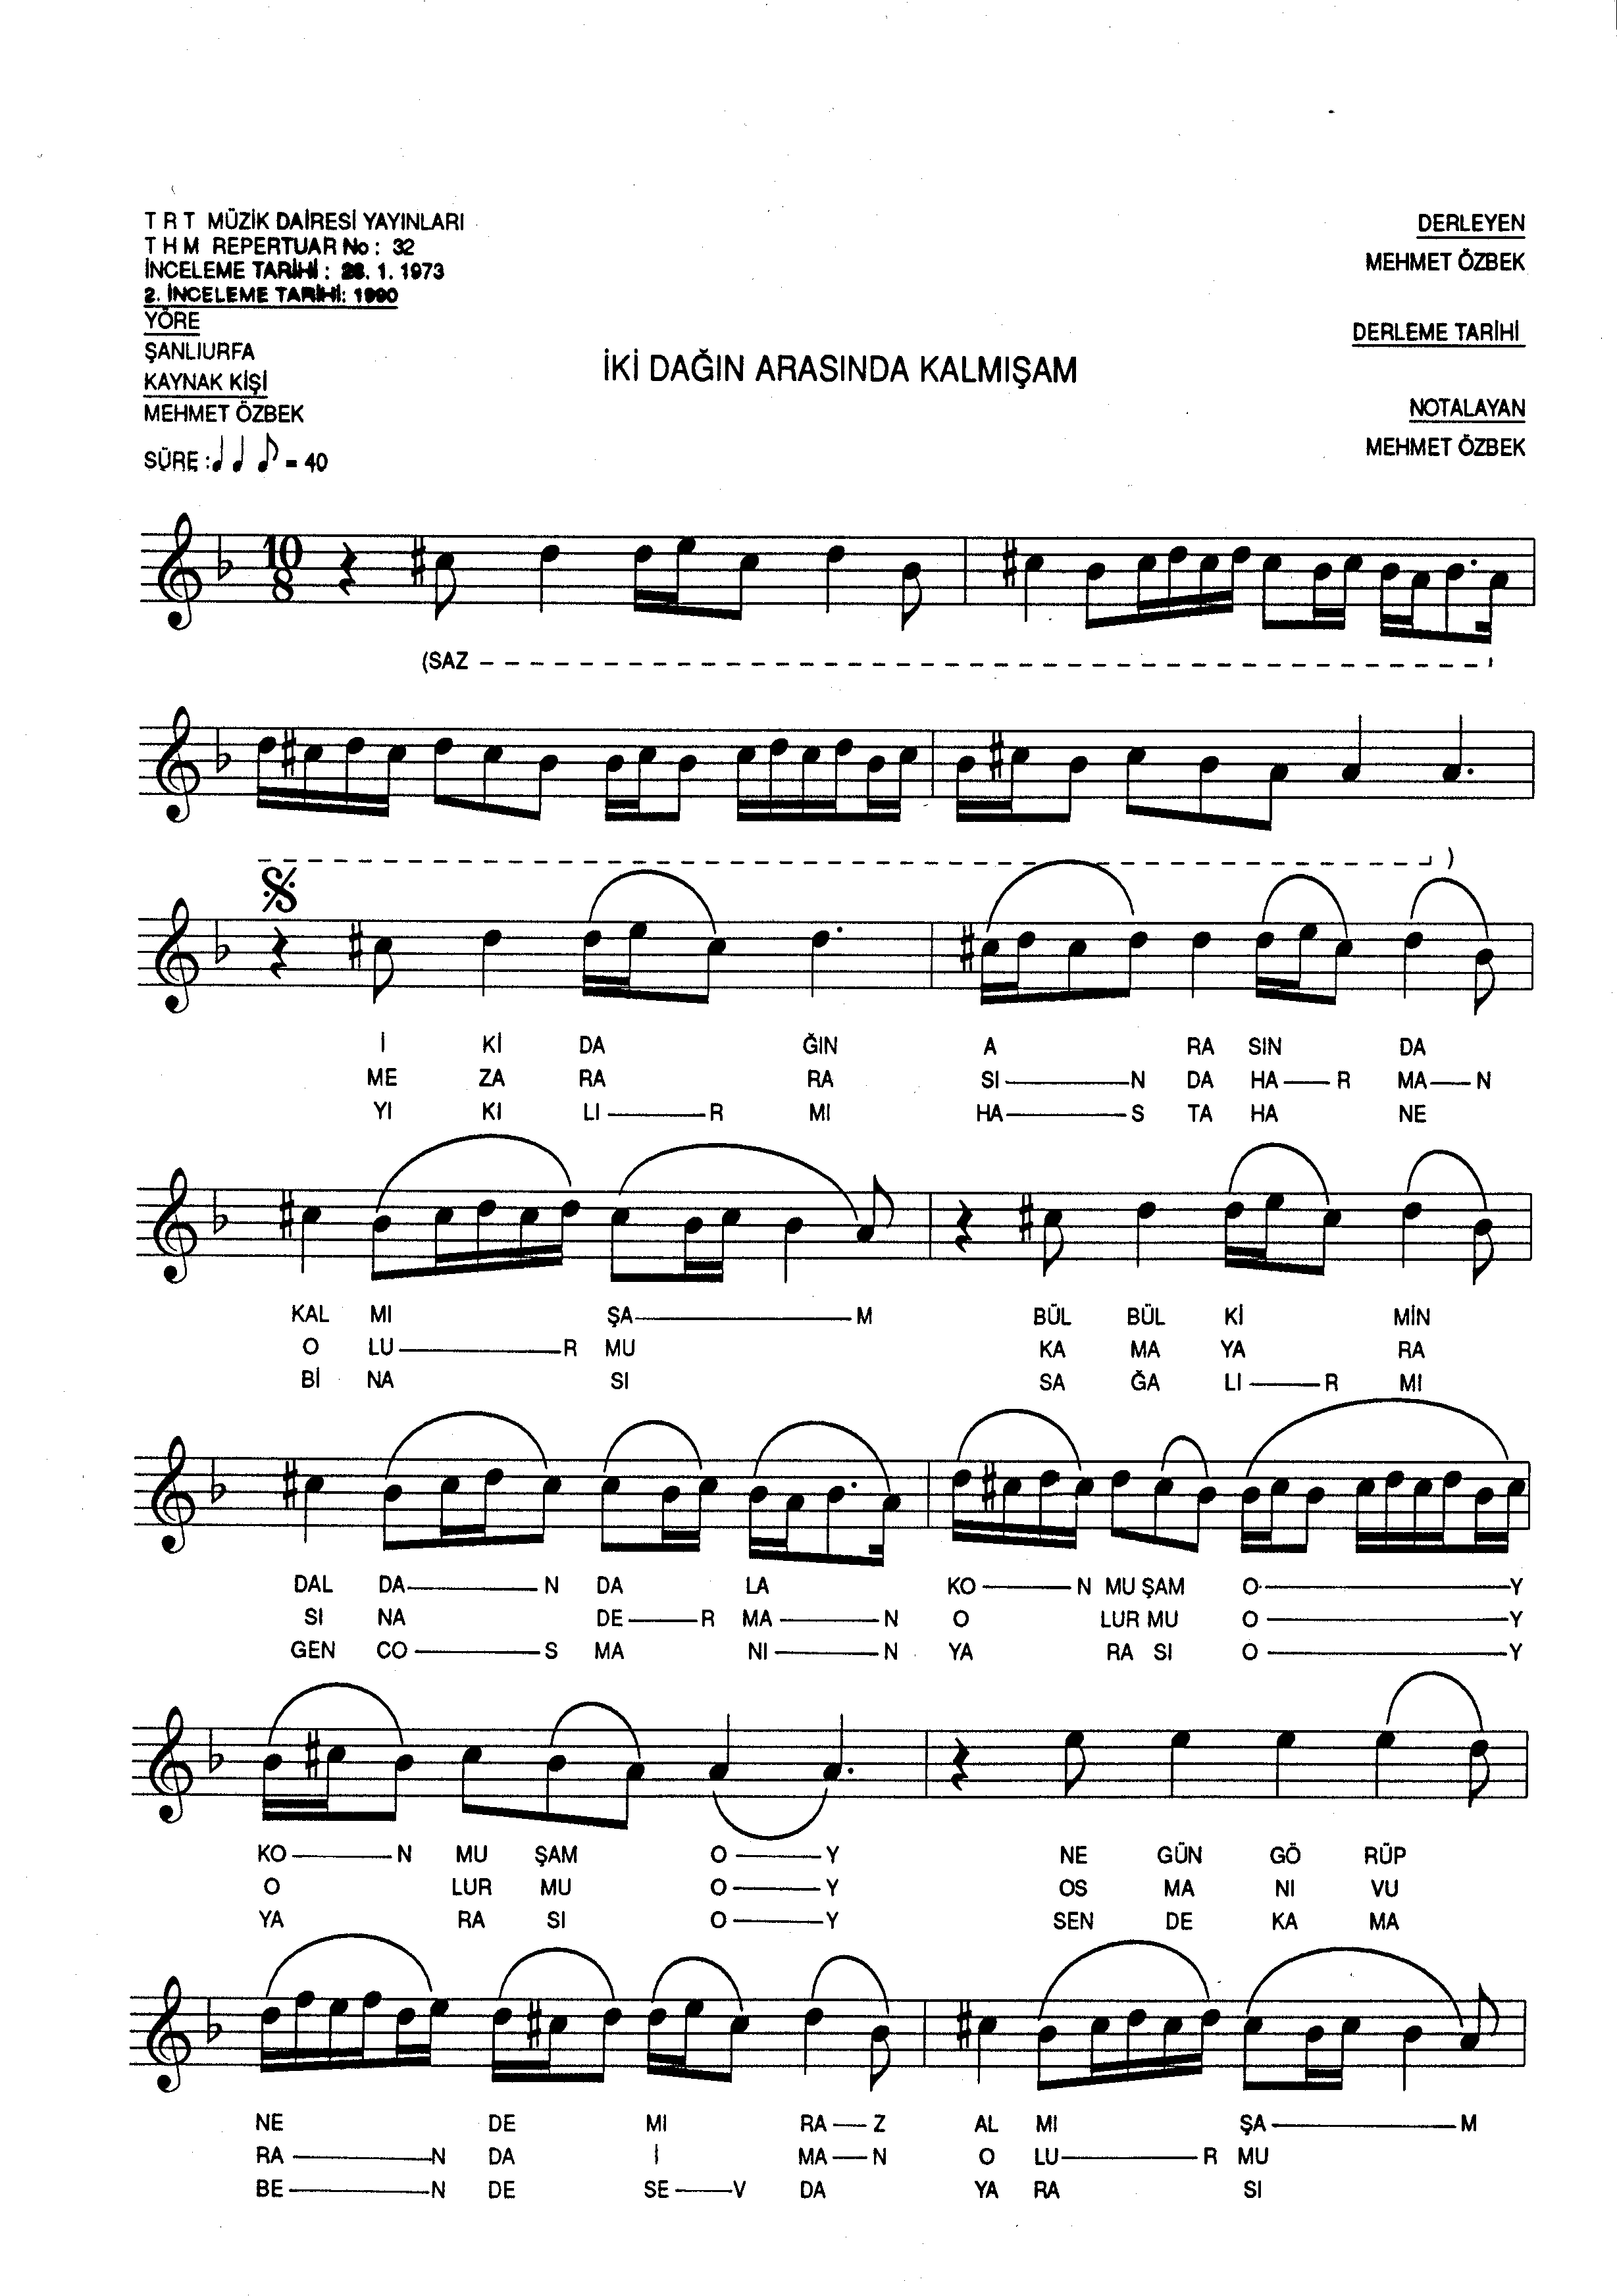 T R T MÜZİK DAİRESİ YAYINLARI
T H M REPERTUAR No : 32
İNCELEME TARİHİ : 26. 1. 1973
2. İNCELEME TARİHİ: 1990
YÖRE
ŞANLIURFA
KAYNAK KİŞİ
MEHMET ÖZBEK
SÜRE : = 40
İKİ DAĞIN ARASINDA KALMIŞAM
DERLEYEN
MEHMET ÖZBEK
DERLEME TARİHİ
NOTALAYAN
MEHMET ÖZBEK
10
8
(SAZ )
İ Kİ DA ĞIN A RA SIN DA
ME ZA RA RA SI N DA HA R MA N
YI KI LI R MI HA S TA HA NE
KAL MI ŞA M BÜL BÜL Kİ MİN
O LU R MU KA MA YA RA
Bİ NA SI SA ĞA LI R MI
DAL DA N DA LA KO N MU ŞAM O Y
SI NA DE R MA N O LUR MU O Y
GEN CO S MA NI N YA RA SI O Y
KO N MU ŞAM O Y NE GÜN GÖ RÜP
O LUR MU O Y OS MA NI VU
YA RA SI O Y SEN DE KA MA
NE DE MI RA Z AL MI ŞA M
RA N DA İ MA N O LU R MU
BE N DE SE V DA YA RA SI